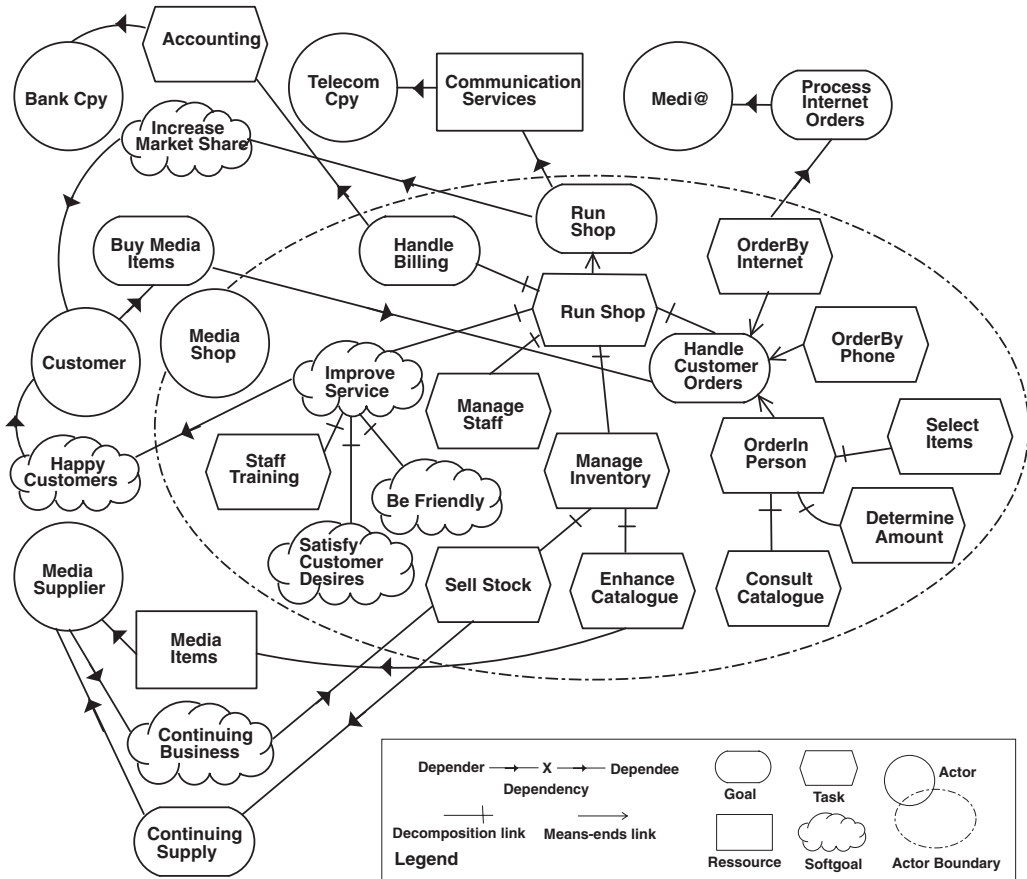 Accounting
Bank Cpy
Telecom
Cpy
Communication
Services
Medi@
Process
Internet
Orders
Increase
Market Share
Run
Shop
Buy Media
Items
Handle
Billing
OrderBy
Internet
Run Shop
Media
Shop
Customer
Handle
Customer
Orders
OrderBy
Phone
Improve
Service
Manage
Staff
Select
Items
Happy
Customers
Staff
Training
Be Friendly
Manage
Inventory
OrderIn
Person
Determine
Amount
Satisfy
Customer
Desires
Media
Supplier
Sell Stock
Enhance
Catalogue
Consult
Catalogue
Media
Items
Continuing
Business
Continuing
Supply
Depender X Dependee
Dependency
Decomposition link
Means-ends link
Legend
Goal
Task
Actor
Ressource
Softgoal
Actor Boundary